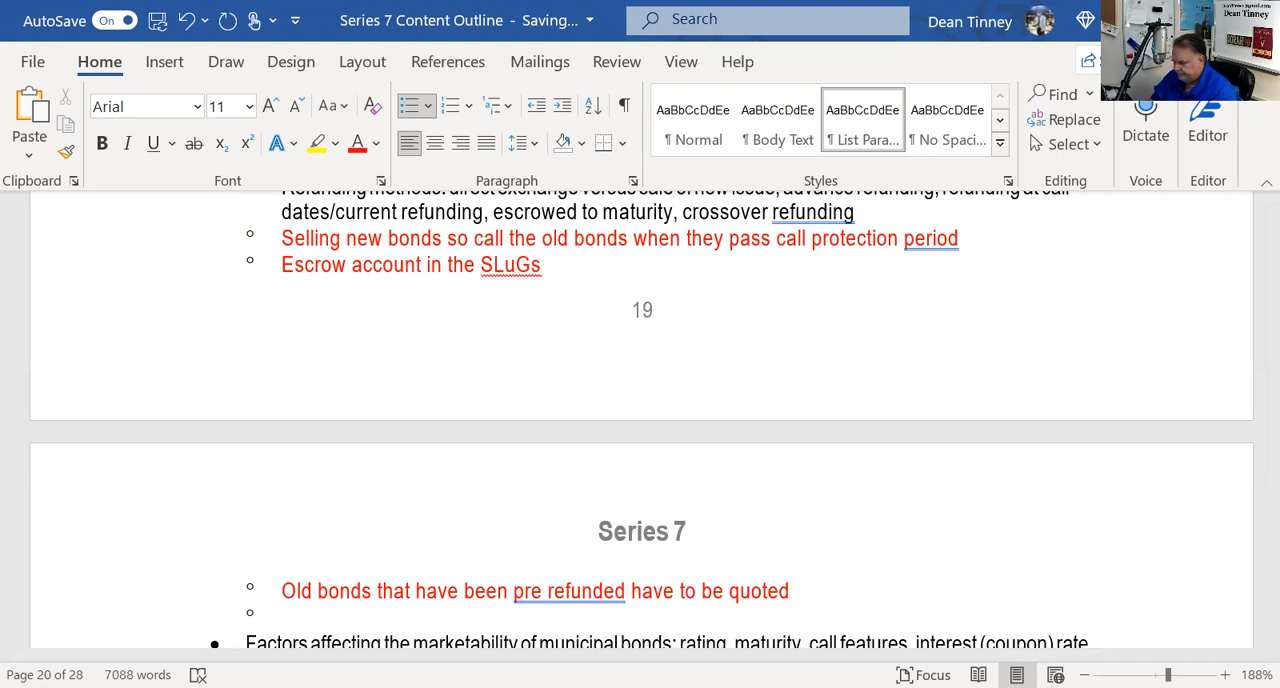 AutoSave On Series 7 Content Outline - Saving... Search Dean Tinney
Dean Tinney
File Home Insert Draw Design Layout References Mailings Review View Help
Arial 11 A A Aa A
AaBbCcDdEe AaBbCcDdEe AaBbCcDdEe AaBbCcDdEe
Find
Replace
Select
Paste
B I U ab x₂ x² A A
¶ Normal ¶ Body Text ¶ List Para... ¶ No Spaci...
Dictate Editor
Clipboard Font Paragraph Styles Editing Voice Editor
Refunding methods: direct exchange versus sale of new issue, advance refunding, refunding at call
dates/current refunding, escrowed to maturity, crossover refunding
Selling new bonds so call the old bonds when they pass call protection period
Escrow account in the SLuGs
19
Series 7
Old bonds that have been pre refunded have to be quoted
Factors affecting the marketability of municipal bonds: rating, maturity, call features, interest (coupon) rate
Page 20 of 28 7088 words Focus 188%